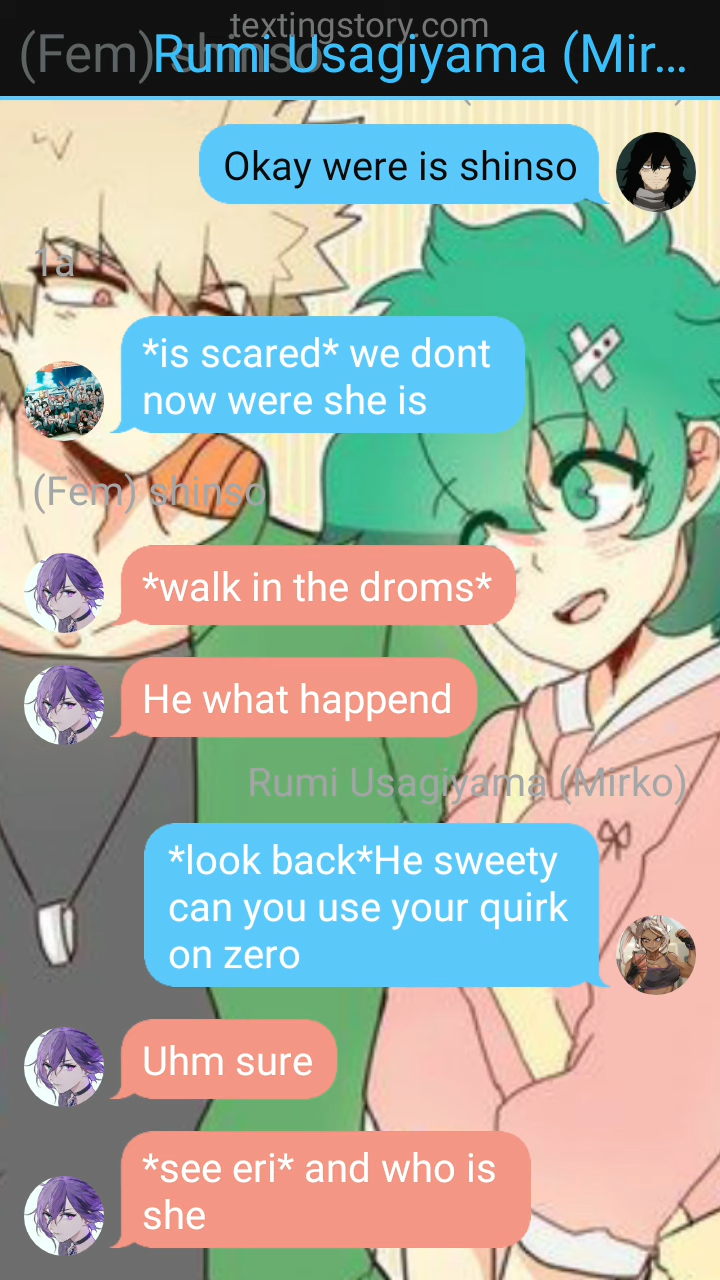 textingstory.com
(Fem) shinso
Rumi Usagiyama (Mir...
Okay were is shinso
1a
*is scared* we dont
now were she is
(Fem) shinso
*walk in the droms*
He what happend
Rumi Usagiyama (Mirko)
*look back*He sweety
can you use your quirk
on zero
Uhm sure
*see eri* and who is
she